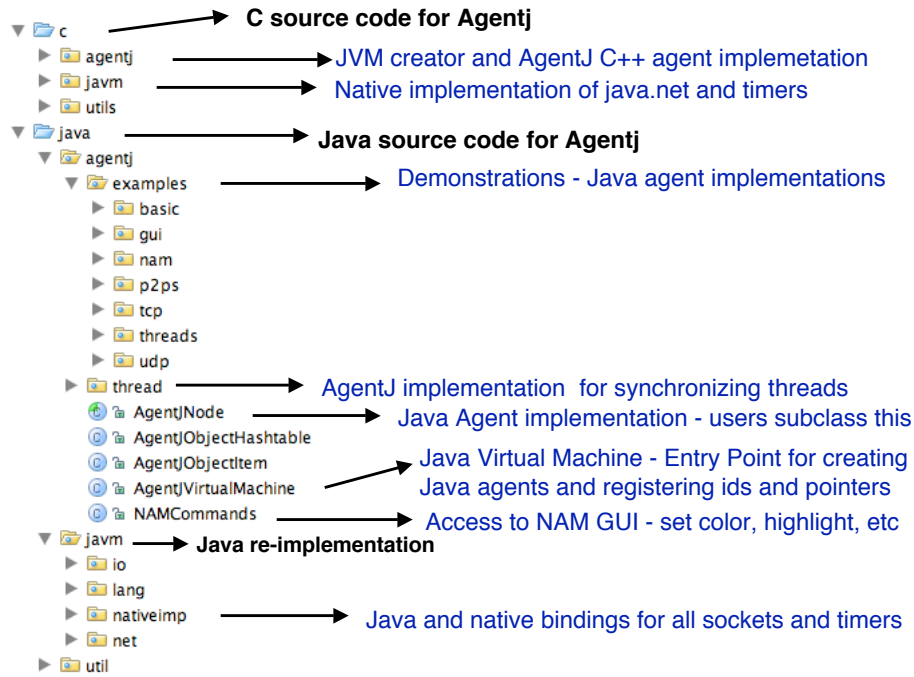 c C source code for Agentj
agentj JVM creator and AgentJ C++ agent implemetation
javm Native implementation of java.net and timers
utils
java Java source code for Agentj
agentj
examples Demonstrations - Java agent implementations
basic
gui
nam
p2ps
tcp
threads
udp
thread AgentJ implementation for synchronizing threads
AgentJNode Java Agent implementation - users subclass this
AgentJObjectHashtable
AgentJObjectItem Java Virtual Machine - Entry Point for creating
AgentJVirtualMachine Java agents and registering ids and pointers
NAMCommands Access to NAM GUI - set color, highlight, etc
javm Java re-implementation
io
lang
nativeimp Java and native bindings for all sockets and timers
net
util